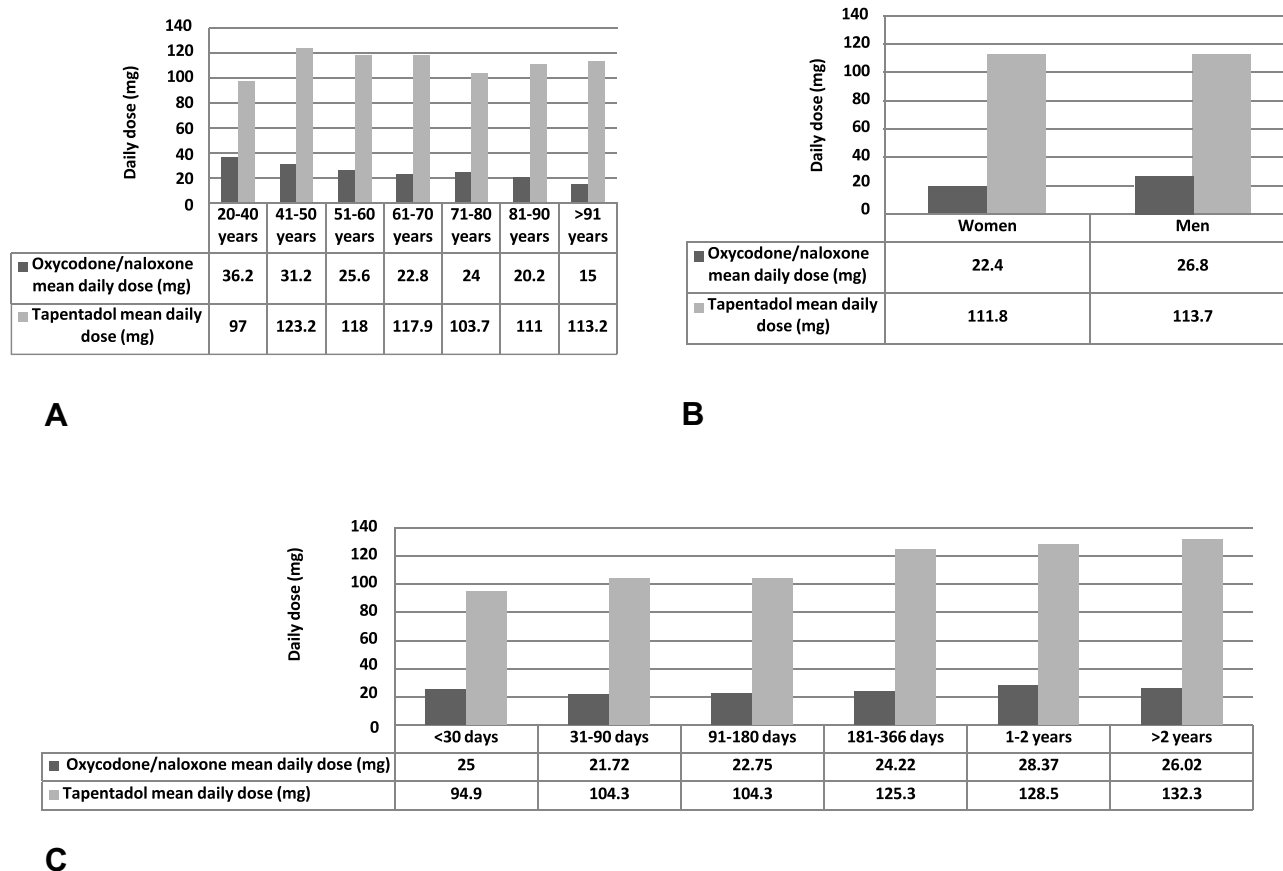 140
120
100
80
60
40
20
0
Daily dose (mg)
20-40 41-50 51-60 61-70 71-80 81-90 >91
years years years years years years years
Oxycodone/naloxone
mean daily dose (mg)
36.2 31.2 25.6 22.8 24 20.2 15
Tapentadol mean daily
dose (mg)
97 123.2 118 117.9 103.7 111 113.2
A
140
120
100
80
60
40
20
0
Daily dose (mg)
Women Men
Oxycodone/naloxone
mean daily dose (mg)
22.4 26.8
Tapentadol mean daily
dose (mg)
111.8 113.7
B
140
120
100
80
60
40
20
0
Daily dose (mg)
<30 days 31-90 days 91-180 days 181-366 days 1-2 years >2 years
Oxycodone/naloxone mean daily dose (mg) 25 21.72 22.75 24.22 28.37 26.02
Tapentadol mean daily dose (mg) 94.9 104.3 104.3 125.3 128.5 132.3
C